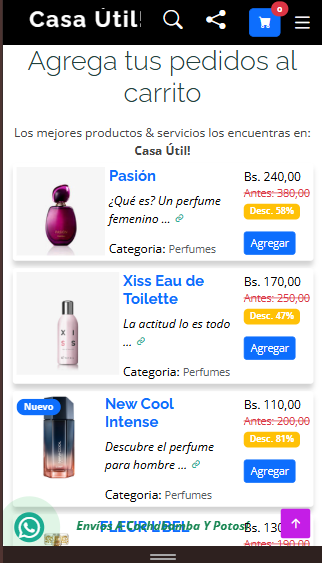 Casa Útil!
0
Agrega tus pedidos al
carrito
Los mejores productos & servicios los encuentras en:
Casa Útil!
Pasión
¿Qué es? Un perfume
femenino ...
Categoria: Perfumes
Bs. 240,00
Antes: 380,00
Desc. 58%
Agregar
Xiss Eau de
Toilette
La actitud lo es todo
...
Categoria: Perfumes
Bs. 170,00
Antes: 250,00
Desc. 47%
Agregar
XI
SS
Nuevo
New Cool
Intense
Descubre el perfume
para hombre ...
Categoria: Perfumes
Bs. 110,00
Antes: 200,00
Desc. 81%
Agregar
FLEUR L'BEL
Envíos A Cochabamba Y Potosí
Bs. 130
Antes: 190,00